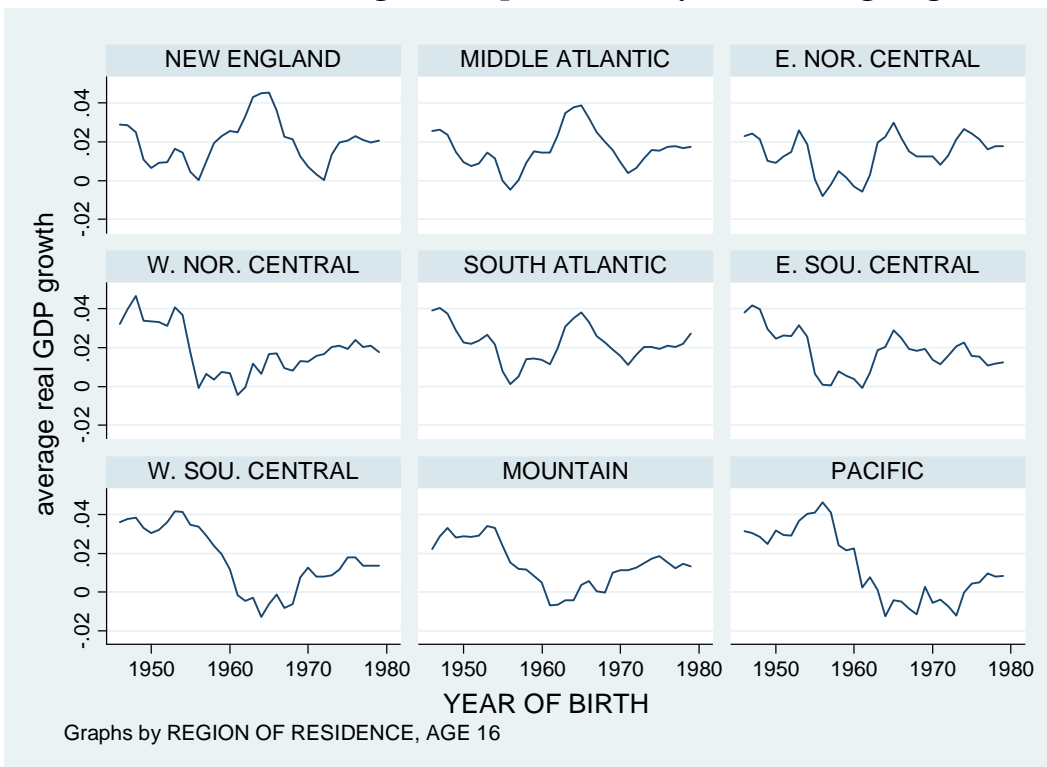 NEW ENGLAND MIDDLE ATLANTIC E. NOR. CENTRAL
.04
.02
0
-.02
W. NOR. CENTRAL SOUTH ATLANTIC E. SOU. CENTRAL
.04
.02
0
-.02
W. SOU. CENTRAL MOUNTAIN PACIFIC
.04
.02
0
-.02
average real GDP growth
1950 1960 1970 1980 1950 1960 1970 1980 1950 1960 1970 1980
YEAR OF BIRTH
Graphs by REGION OF RESIDENCE, AGE 16